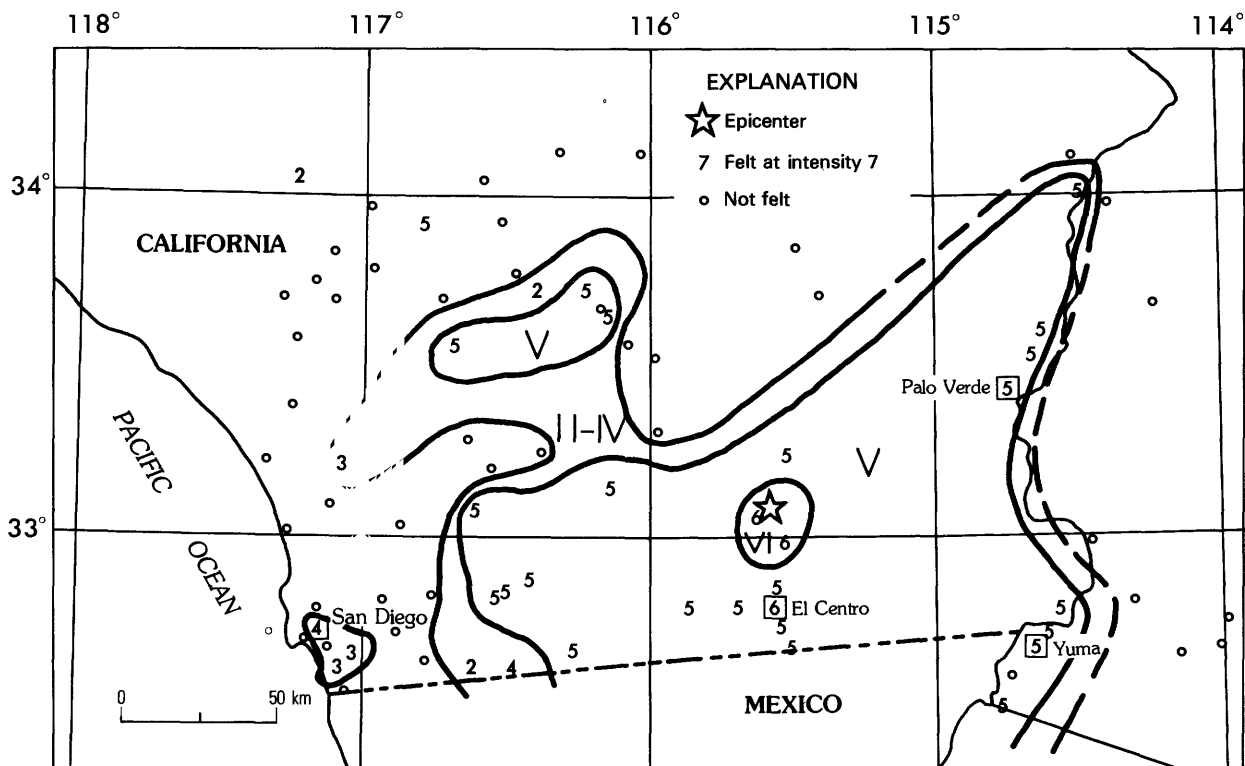 118° 117° 116° 115° 114°
EXPLANATION
Epicenter
7 Felt at intensity 7
Not felt
34°
2
5
5
CALIFORNIA
2 5
5
5 V
5
5
Palo Verde 5
II-IV
3
5 V
PACIFIC
OCEAN
5
5
33°
6
VI 6
5
5 5
5
5 5 6 El Centro
5
5
4 San Diego
5
5
5 Yuma
3
3
5
5
2 4
0 50 km
MEXICO
5